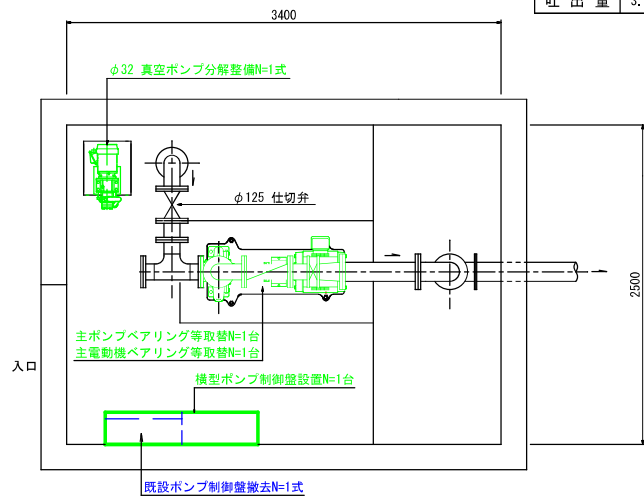 吐出量 3.
3400
φ32 真空ポンプ分解整備N=1式
φ125 仕切弁
2500
主ポンプベアリング等取替N=1台
主電動機ベアリング等取替N=1台
入口
横型ポンプ制御盤設置N=1台
既設ポンプ制御盤撤去N=1式